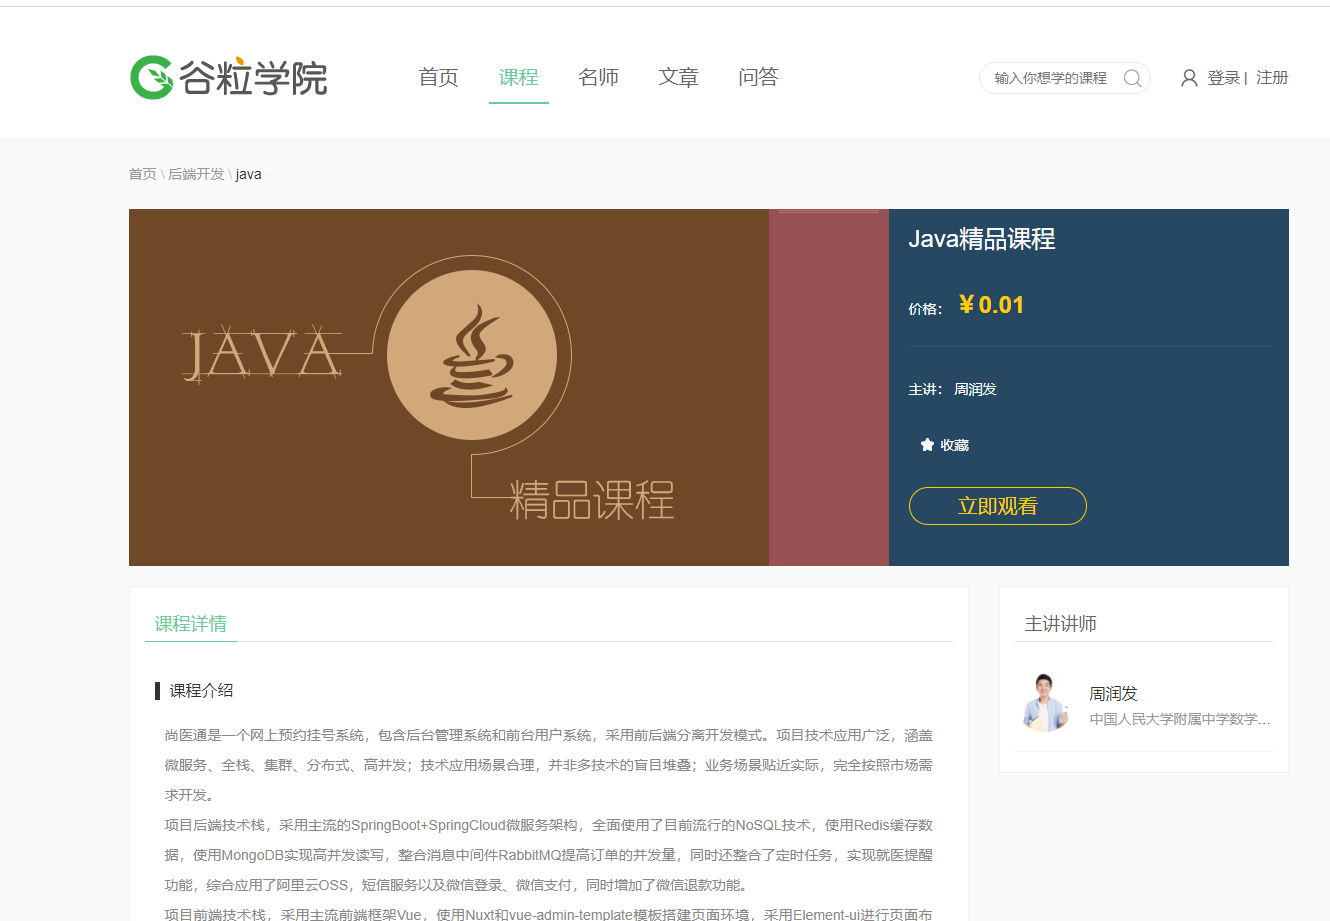 谷粒学院
首页 课程 名师 文章 问答
输入你想学的课程
登录 | 注册
首页 \ 后端开发 \ java
JAVA
精品课程
Java精品课程
价格： ￥0.01
主讲： 周润发
收藏
立即观看
课程详情
课程介绍
尚医通是一个网上预约挂号系统，包含后台管理系统和前台用户系统，采用前后端分离开发模式。项目技术应用广泛，涵盖
微服务、全栈、集群、分布式、高并发；技术应用场景合理，并非多技术的盲目堆叠；业务场景贴近实际，完全按照市场需
求开发。
项目后端技术栈，采用主流的SpringBoot+SpringCloud微服务架构，全面使用了目前流行的NoSQL技术，使用Redis缓存数
据，使用MongoDB实现高并发读写，整合消息中间件RabbitMQ提高订单的并发量，同时还整合了定时任务，实现就医提醒
功能，综合应用了阿里云OSS，短信服务以及微信登录、微信支付，同时增加了微信退款功能。
项目前端技术栈，采用主流前端框架Vue，使用Nuxt和vue-admin-template模板搭建页面环境，采用Element-ui进行页面布
主讲讲师
周润发
中国人民大学附属中学数学...